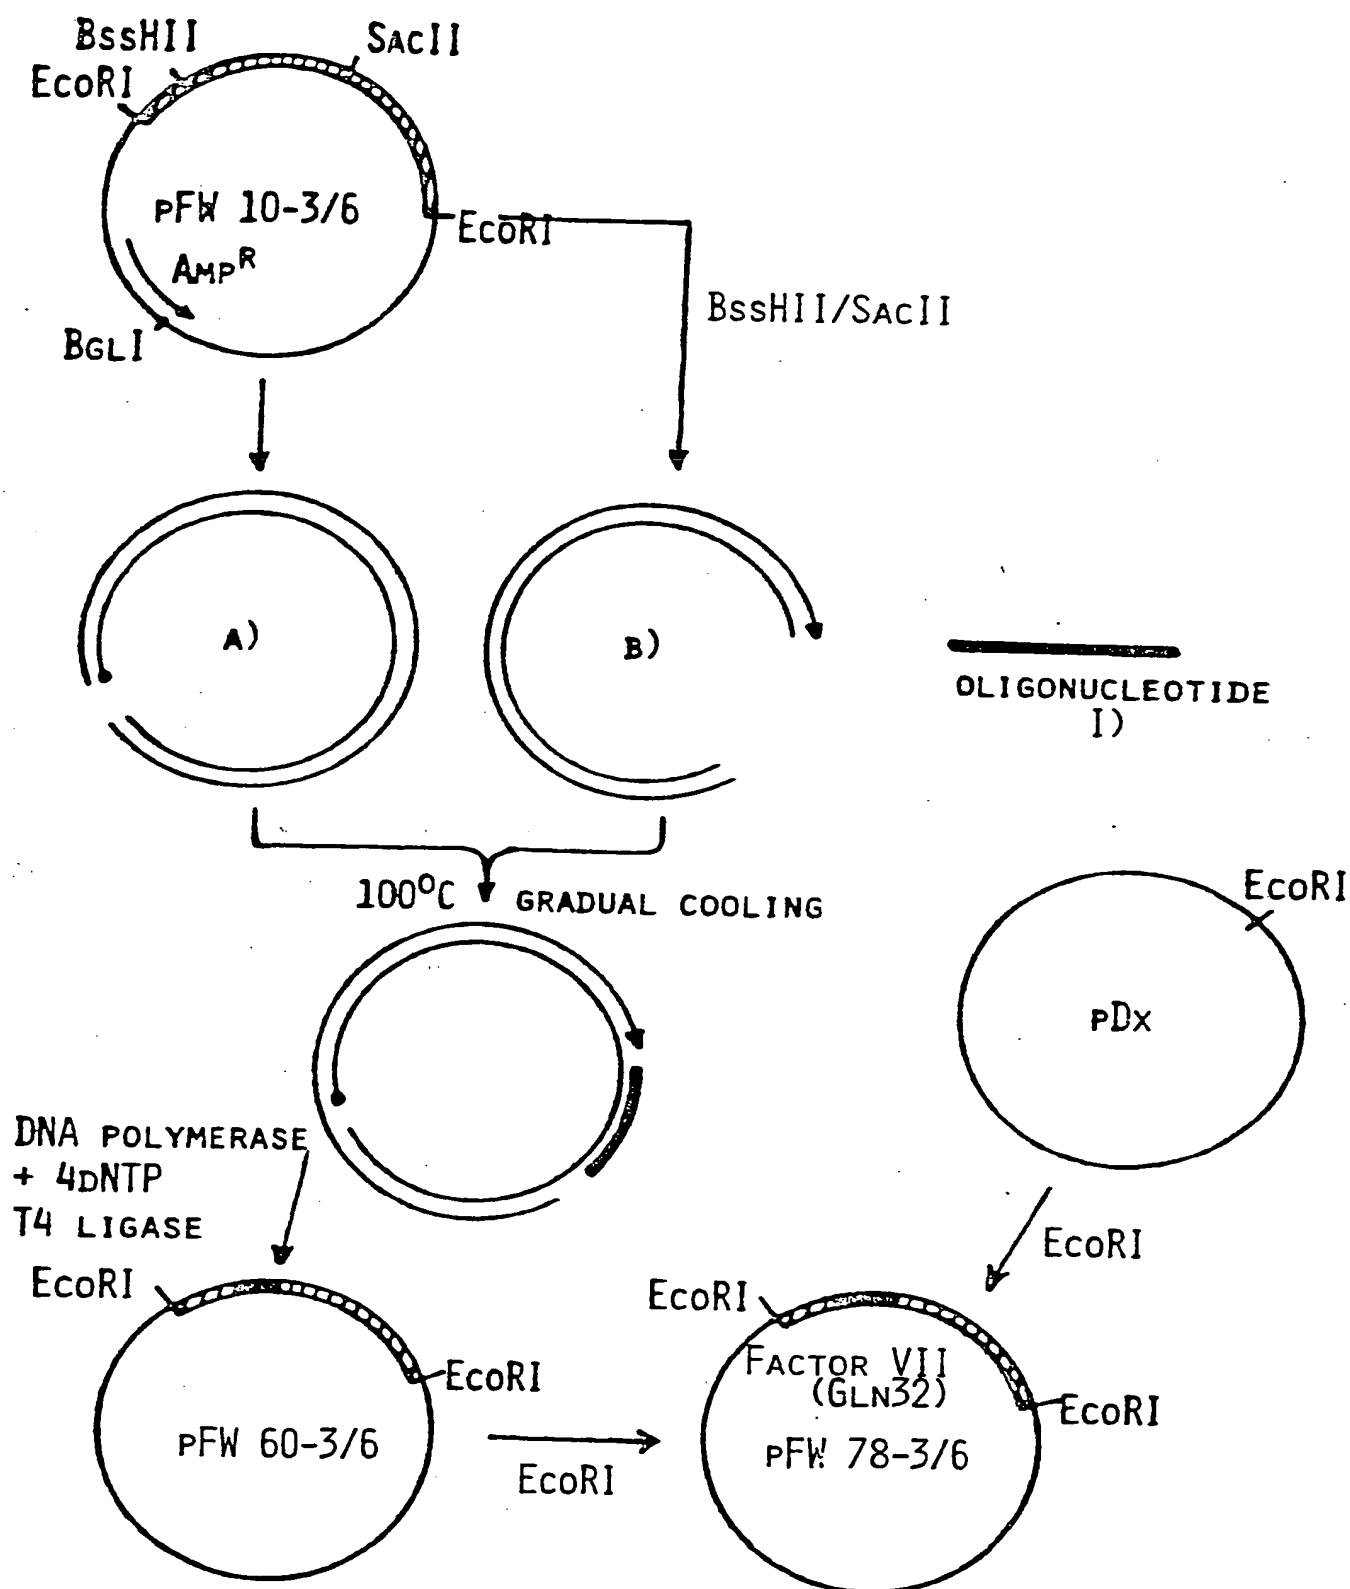 BssHII
SacII
EcoRI
pFW 10-3/6
EcoRI
AmpR
BglI
BssHII/SacII
A)
B)
OLIGONUCLEOTIDE
I)
100°C GRADUAL COOLING
EcoRI
pDx
DNA POLYMERASE
+ 4dNTP
T4 LIGASE
EcoRI
EcoRI
EcoRI
EcoRI
FACTOR VII
(GLN32)
EcoRI
pFW 60-3/6
EcoRI
pFW 78-3/6